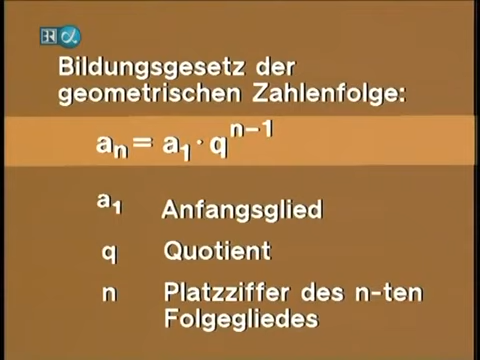 BR α
Bildungsgesetz der
geometrischen Zahlenfolge:
aₙ = a₁ · qⁿ⁻¹
a₁ Anfangsglied
q Quotient
n Platzziffer des n-ten
Folgegliedes